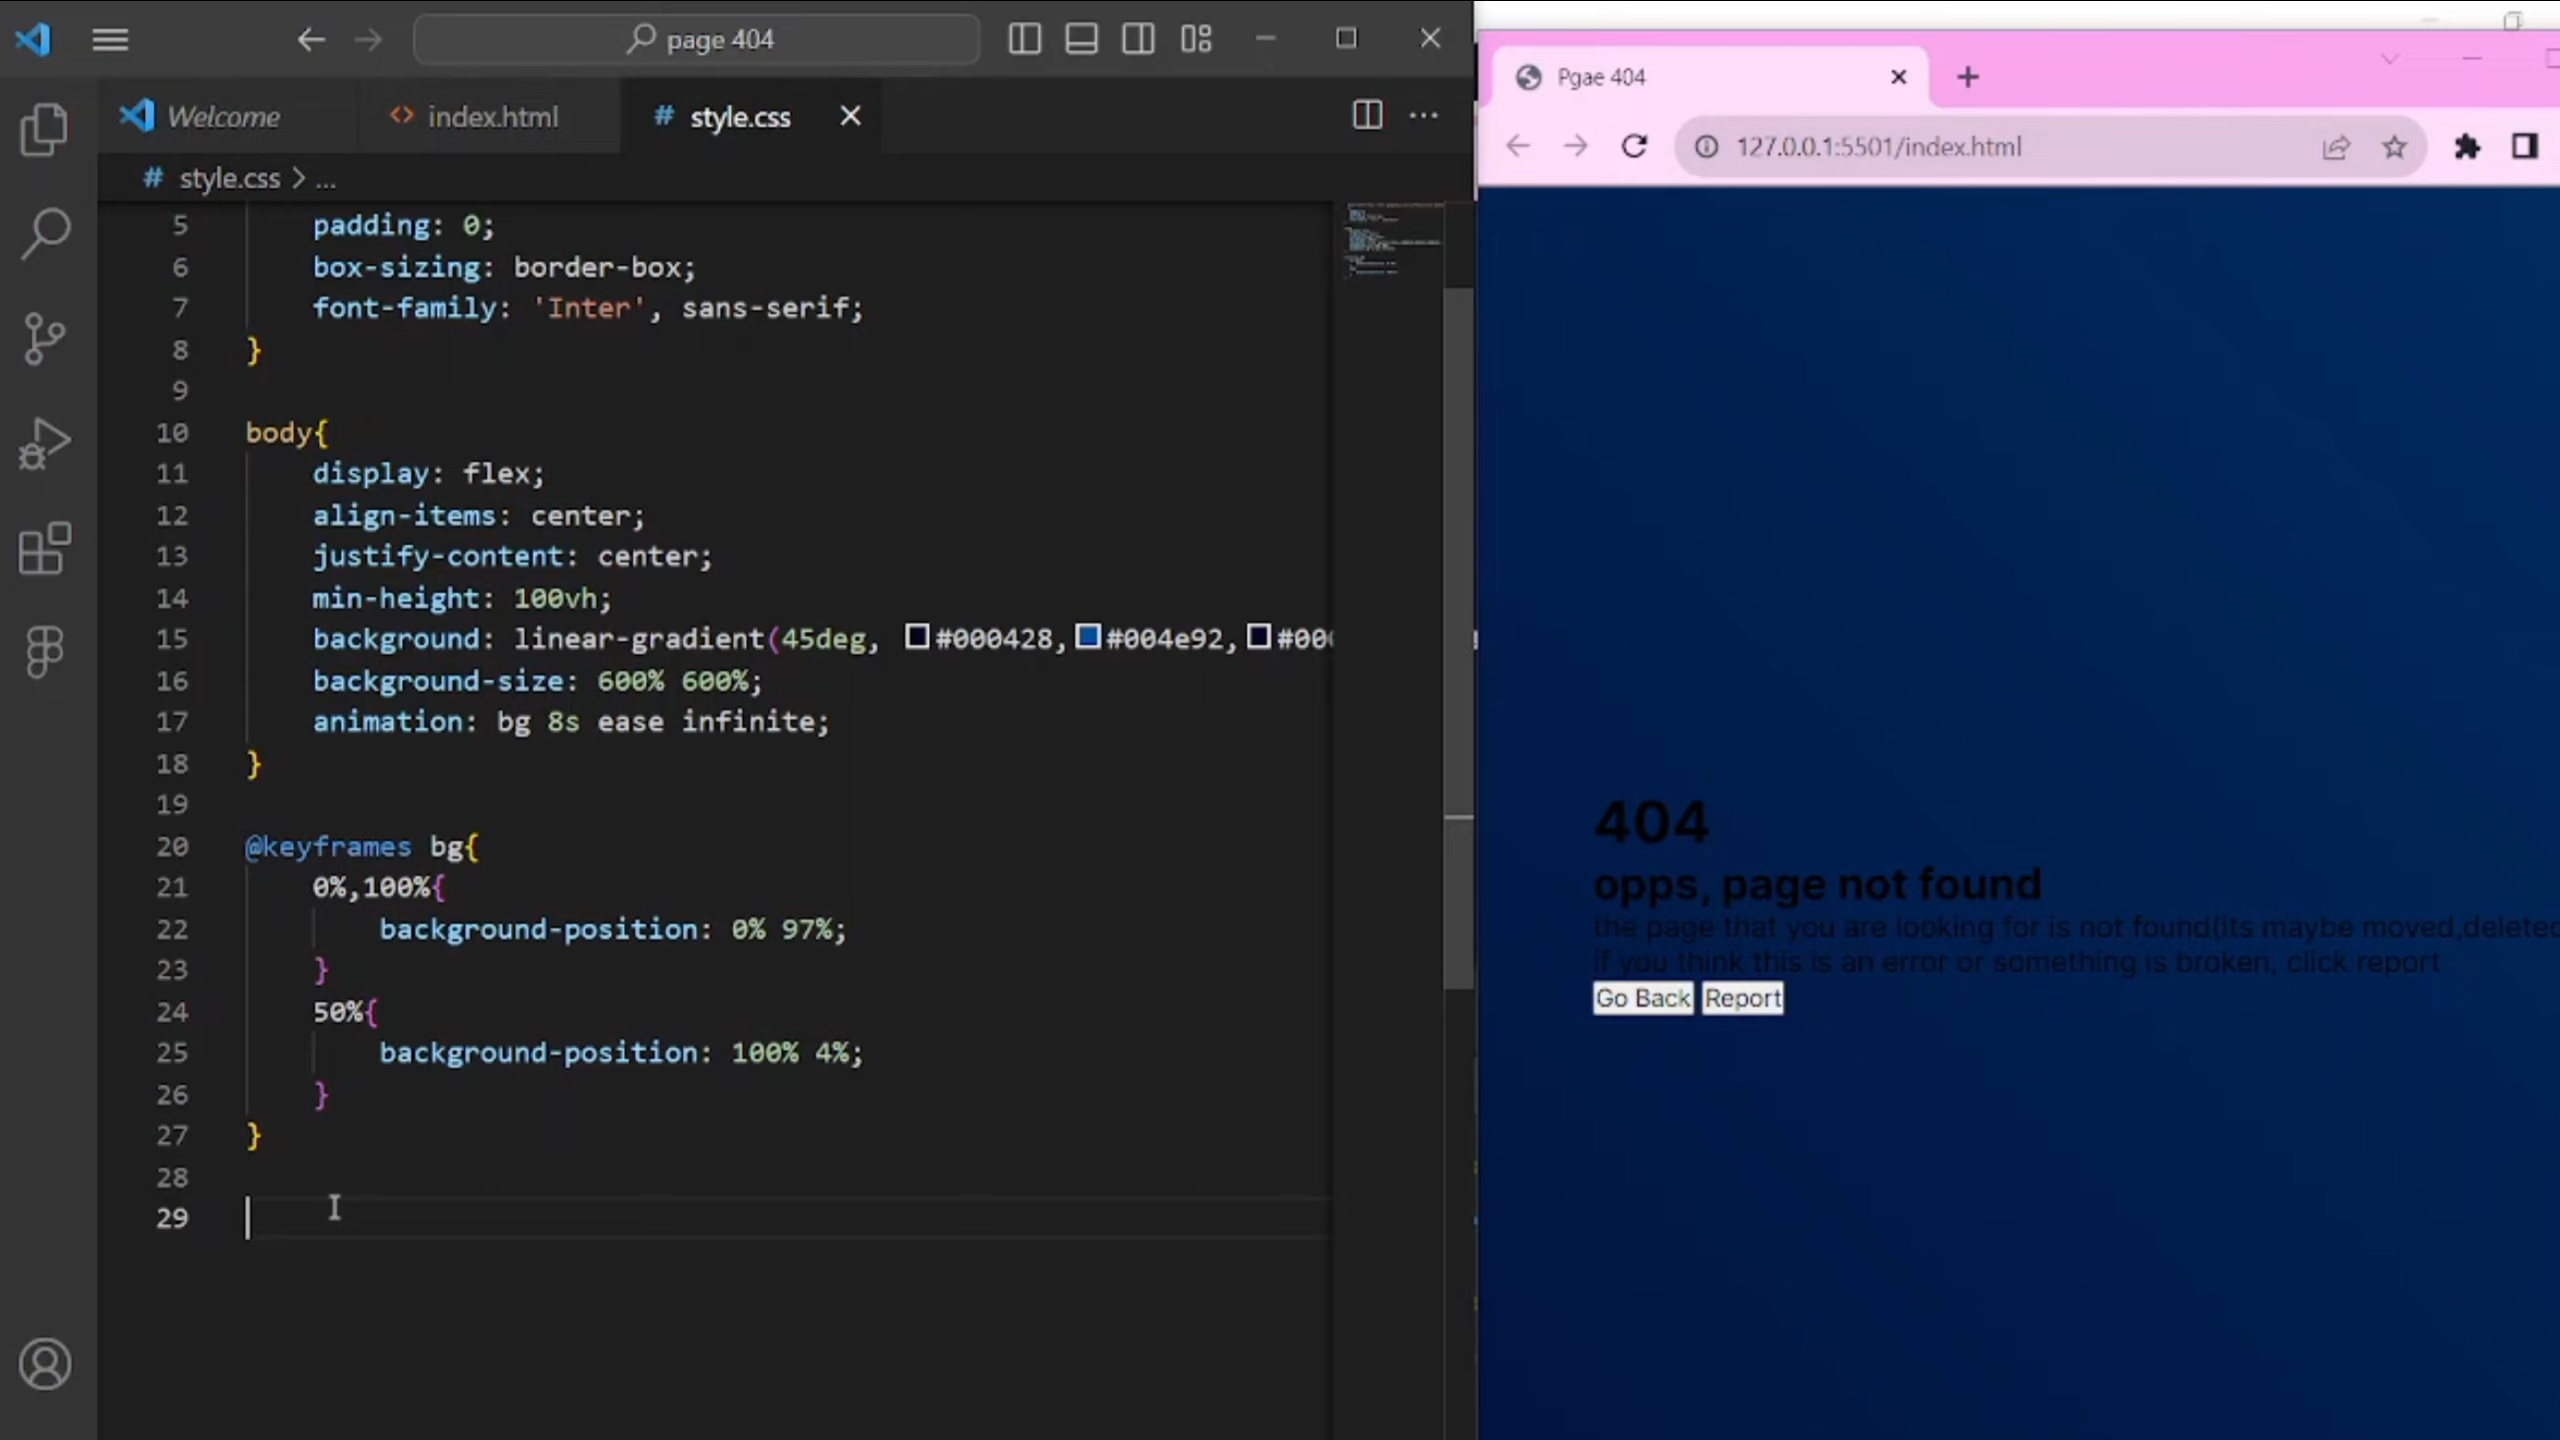 page 404
Welcome
index.html
style.css
style.css > ...
5 padding: 0;
6 box-sizing: border-box;
7 font-family: 'Inter', sans-serif;
8 }
9
10 body{
11 display: flex;
12 align-items: center;
13 justify-content: center;
14 min-height: 100vh;
15 background: linear-gradient(45deg, #000428,#004e92,#000
16 background-size: 600% 600%;
17 animation: bg 8s ease infinite;
18 }
19
20 @keyframes bg{
21 0%,100%{
22 background-position: 0% 97%;
23 }
24 50%{
25 background-position: 100% 4%;
26 }
27 }
28
29
Pgae 404
127.0.0.1:5501/index.html
404
opps, page not found
the page that you are looking for is not found(its maybe moved,deleted
if you think this is an error or something is broken, click report
Go Back Report